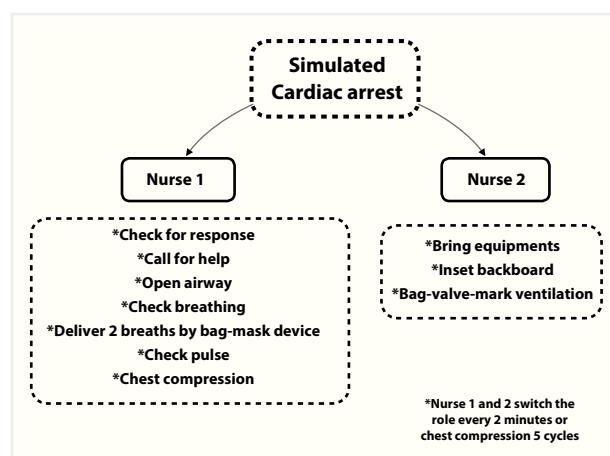 Simulated
Cardiac arrest
Nurse 1
Nurse 2
*Check for response
*Call for help
*Open airway
*Check breathing
*Deliver 2 breaths by bag-mask device
*Check pulse
*Chest compression
*Bring equipments
*Inset backboard
*Bag-valve-mark ventilation
*Nurse 1 and 2 switch the
role every 2 minutes or
chest compression 5 cycles